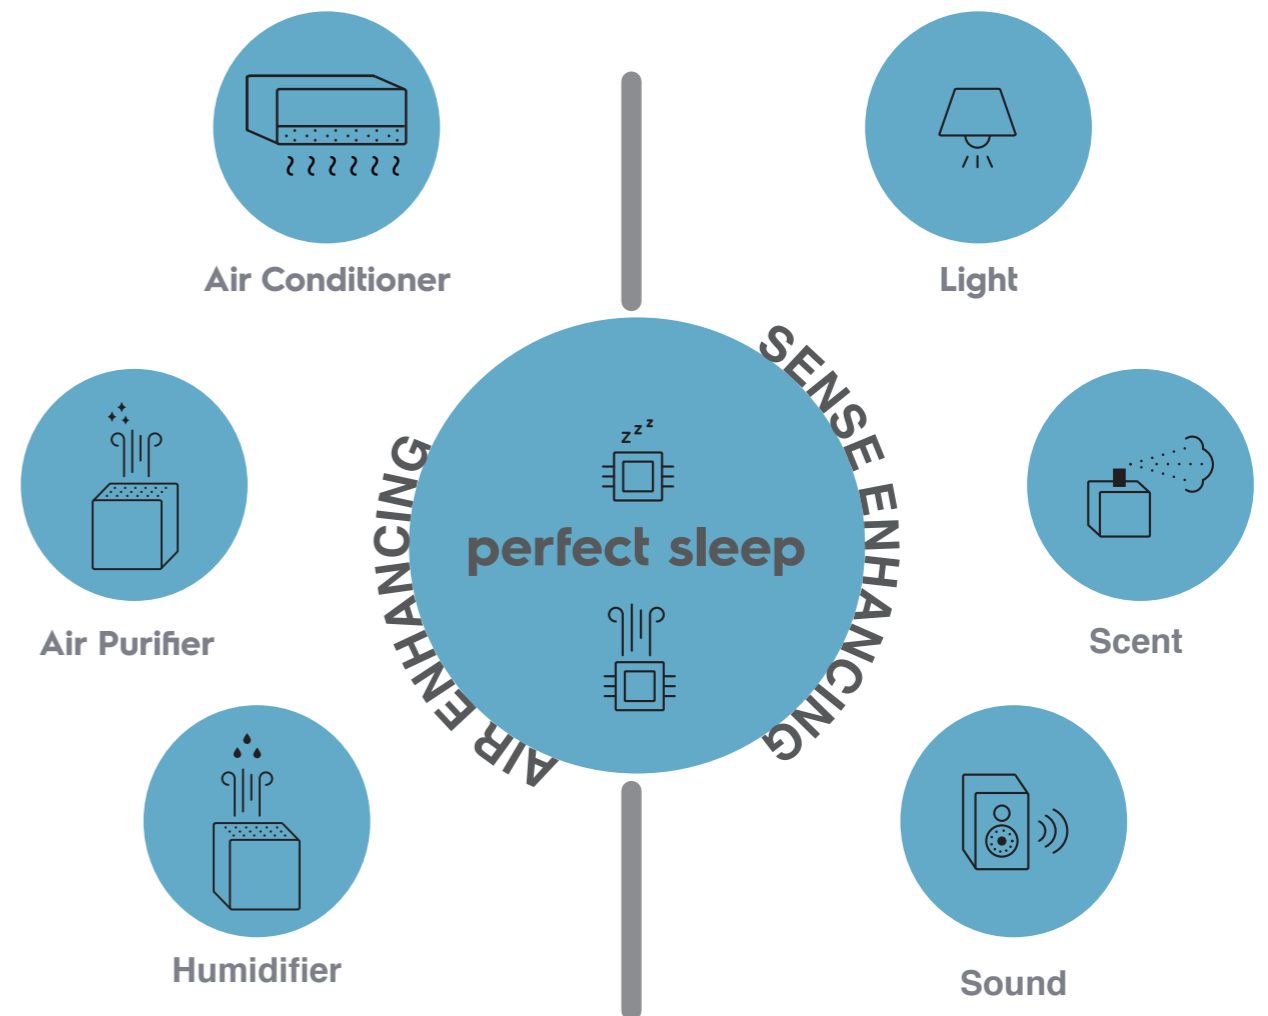 Air Conditioner
Light
SENSE ENHANCING
AIR ENHANCING
z z z
perfect sleep
Air Purifier
Scent
Humidifier
Sound